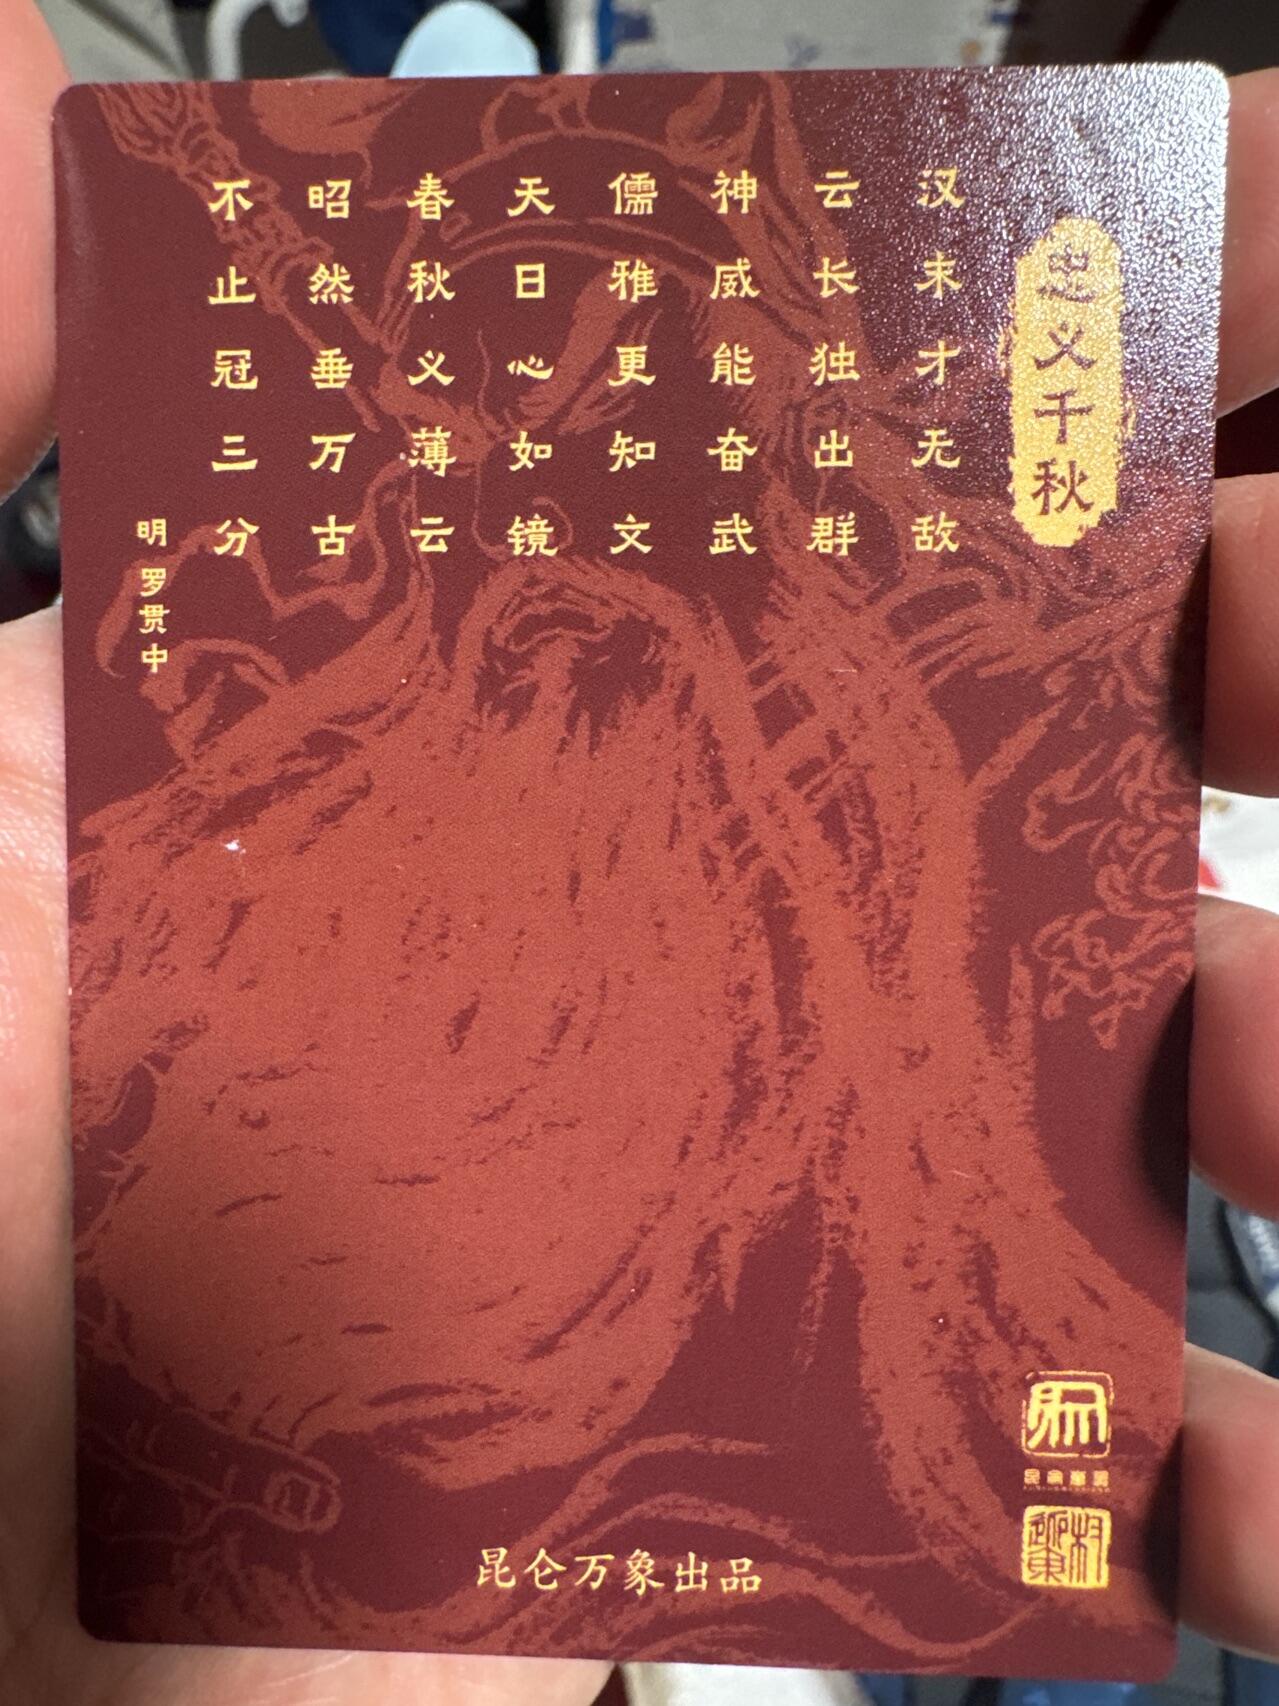 忠义千秋
汉末才无敌
云长独出群
神威能奋武
儒雅更知文
天日心如镜
春秋义薄云
昭然垂万古
不止冠三分
明 罗贯中
昆仑万象出品